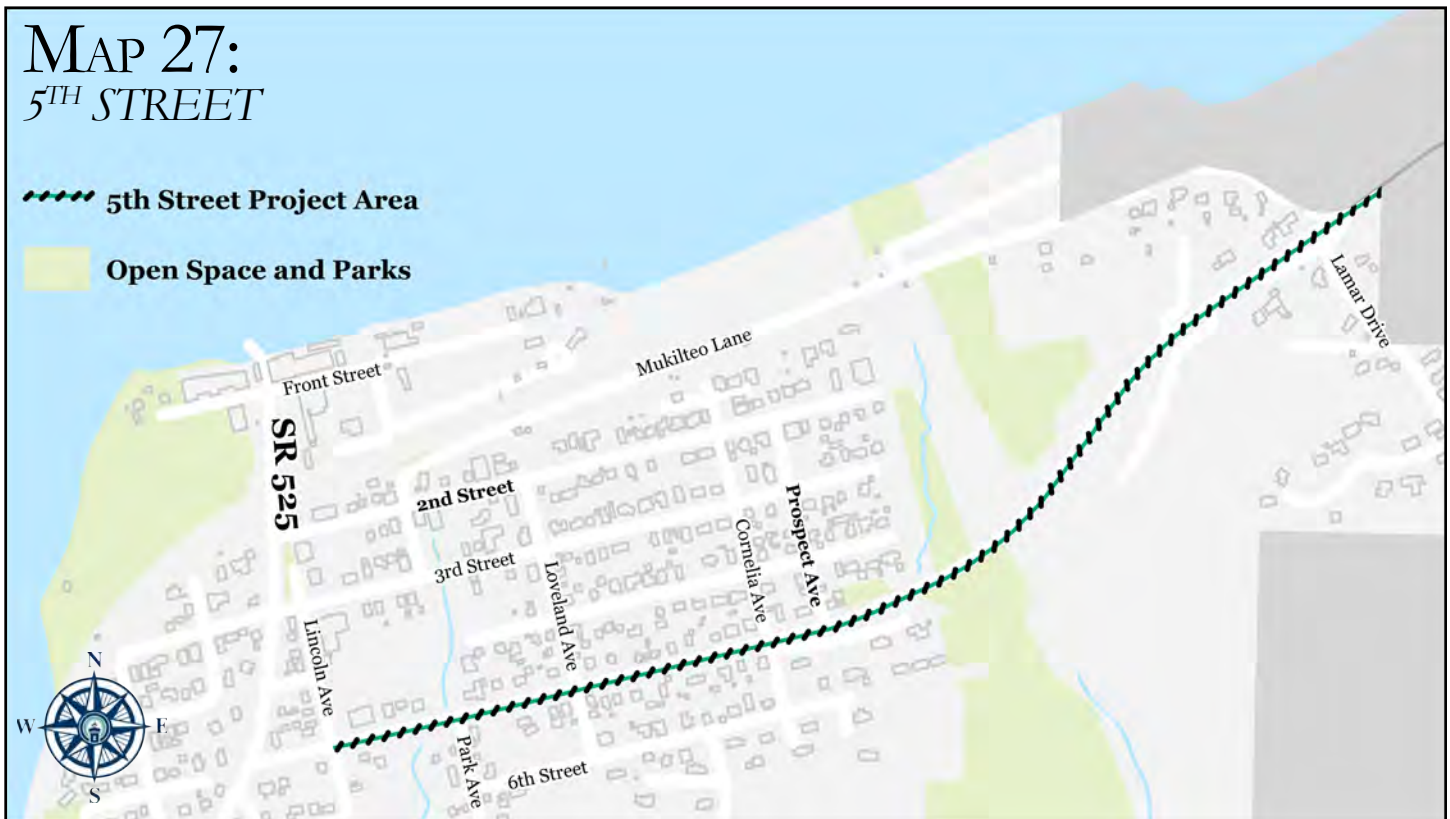 MAP 27:
5TH STREET
5th Street Project Area
Open Space and Parks
Lamar Drive
Mukilteo Lane
Front Street
SR 525
2nd Street
Prospect Ave
Cornelia Ave
3rd Street
Loveland Ave
Lincoln Ave
N
W E
S
Park Ave
6th Street